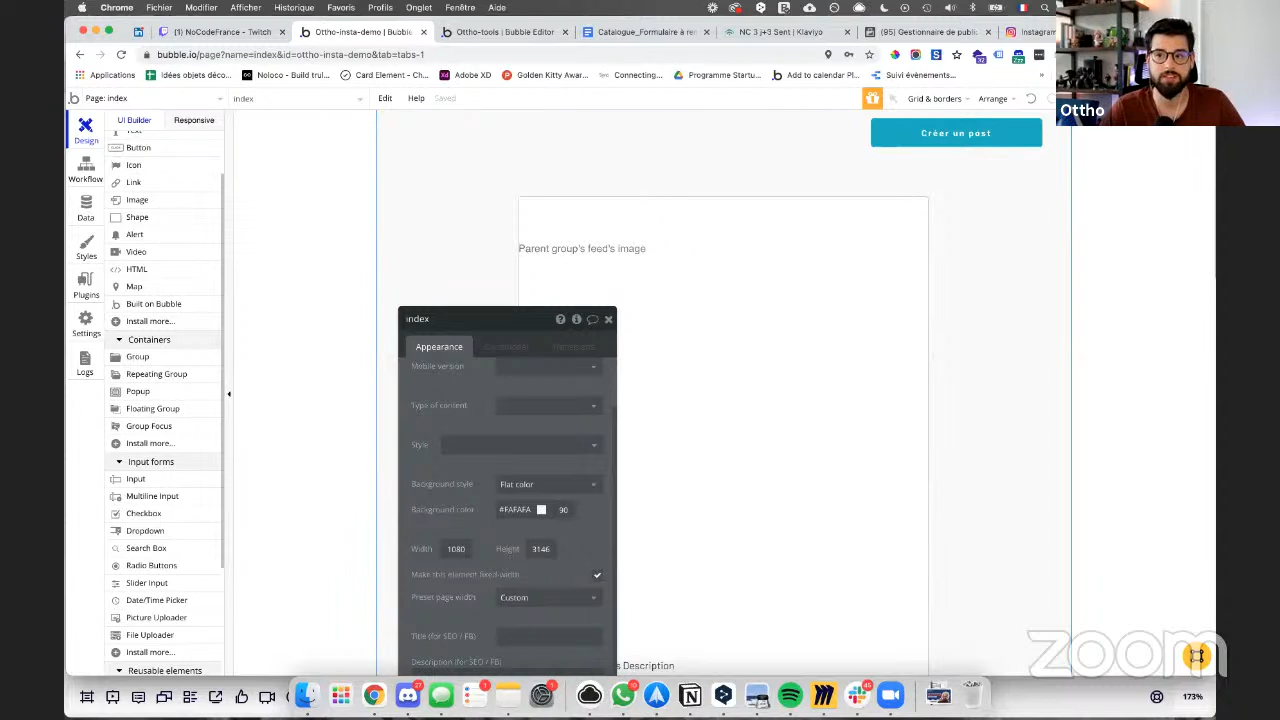 Chrome Fichier Modifier Afficher Historique Favoris Profils Onglet Fenêtre Aide
NoCodeFrance - Twitch
Ottho-insta-demo | Bubble
Ottho-tools | Bubble Editor
Catalogue_Formulaire à re
NC 3 j+3 Sent | Klaviyo
(95) Gestionnaire de public
Instagram
bubble.io/page?name=index&id=ottho-insta-demo&tab=tabs-1
Applications
Idées objets déco...
Noloco - Build trul...
Card Element • Car...
Adobe XD
Golden Kitty Awar...
Connecting...
Programme Startu...
Add to calendar Pl...
Suivi évènements...
»
Page: index
index
Edit
Help
Saved
Grid & borders
Arrange
Ottho
Design
Workflow
Data
Styles
Plugins
Settings
Logs
UI Builder
Responsive
Text
Button
Icon
Link
Image
Shape
Alert
Video
HTML
Map
Built on Bubble
Install more...
Containers
Group
Repeating Group
Popup
Floating Group
Group Focus
Install more...
Input forms
Input
Multiline Input
Checkbox
Dropdown
Search Box
Radio Buttons
Slider Input
Date/Time Picker
Picture Uploader
File Uploader
Install more...
Reusable elements
Créer un post
Parent group's feed's image
index
Appearance
Mobile version
Type of content
Style
Background style Flat color
Background color #FAFAFA 90
Width 1080 Height 3146
Make this element fixed-width
Preset page width Custom
Title (for SEO / FB)
Description (for SEO / FB)
s Description
zoom
173%